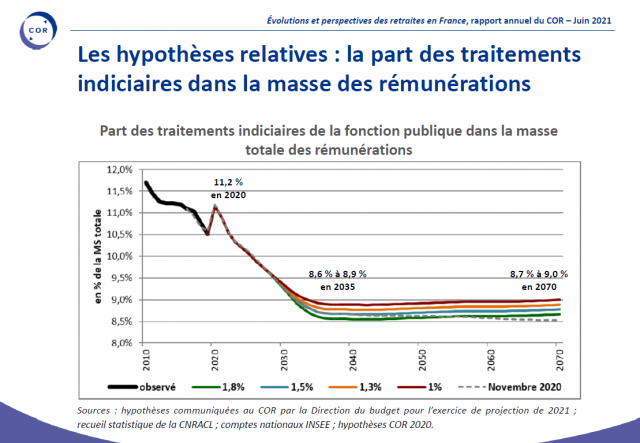 Évolutions et perspectives des retraites en France, rapport annuel du COR – Juin 2021
COR
Les hypothèses relatives : la part des traitements
indiciaires dans la masse des rémunérations
Part des traitements indiciaires de la fonction publique dans la masse
totale des rémunérations
en % de la MS totale
12,0%
11,5%
11,0%
10,5%
10,0%
9,5%
9,0%
8,5%
8,0%
11,2 %
en 2020
8,6 % à 8,9 %
en 2035
8,7 % à 9,0 %
en 2070
2010
2020
2030
2040
2050
2060
2070
observé 1,8% 1,5% 1,3% 1% Novembre 2020
Sources : hypothèses communiquées au COR par la Direction du budget pour l'exercice de projection de 2021 ;
recueil statistique de la CNRACL ; comptes nationaux INSEE ; hypothèses COR 2020.